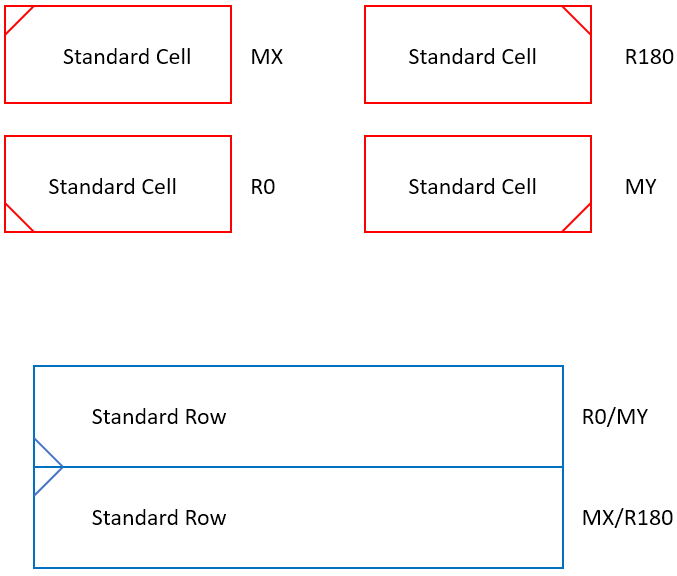 Standard Cell MX Standard Cell R180
Standard Cell R0 Standard Cell MY
Standard Row R0/MY
Standard Row MX/R180